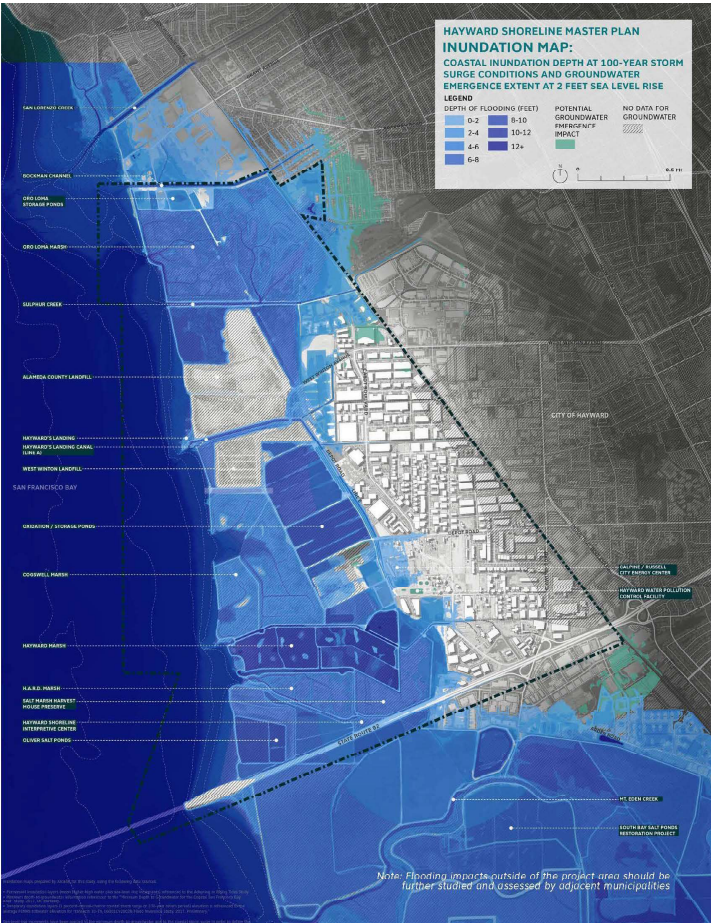 HAYWARD SHORELINE MASTER PLAN
INUNDATION MAP:
COASTAL INUNDATION DEPTH AT 100-YEAR STORM
SURGE CONDITIONS AND GROUNDWATER
EMERGENCE EXTENT AT 2 FEET SEA LEVEL RISE
LEGEND
DEPTH OF FLOODING (FEET)
0-2
2-4
4-6
6-8
8-10
10-12
12+
POTENTIAL
GROUNDWATER
EMERGENCE
IMPACT
NO DATA FOR
GROUNDWATER
N
0
0.5 MI
SAN LORENZO CREEK
BOCKMAN CHANNEL
ORO LOMA
STORAGE PONDS
ORO LOMA MARSH
SULPHUR CREEK
ALAMEDA COUNTY LANDFILL
CITY OF HAYWARD
HAYWARD'S LANDING
HAYWARD'S LANDING CANAL
(LINE A)
WEST WINTON LANDFILL
SAN FRANCISCO BAY
OXIDATION / STORAGE PONDS
DEPOT ROAD
COGSWELL MARSH
CALPINE / RUSSELL
CITY ENERGY CENTER
HAYWARD WATER POLLUTION
CONTROL FACILITY
HAYWARD MARSH
H.A.R.D. MARSH
SALT MARSH HARVEST
HOUSE PRESERVE
HAYWARD SHORELINE
INTERPRETIVE CENTER
OLIVER SALT PONDS
STATE ROUTE 92
MT. EDEN CREEK
SOUTH BAY SALT PONDS
RESTORATION PROJECT
Note: Flooding impacts outside of the project area should be
further studied and assessed by adjacent municipalities